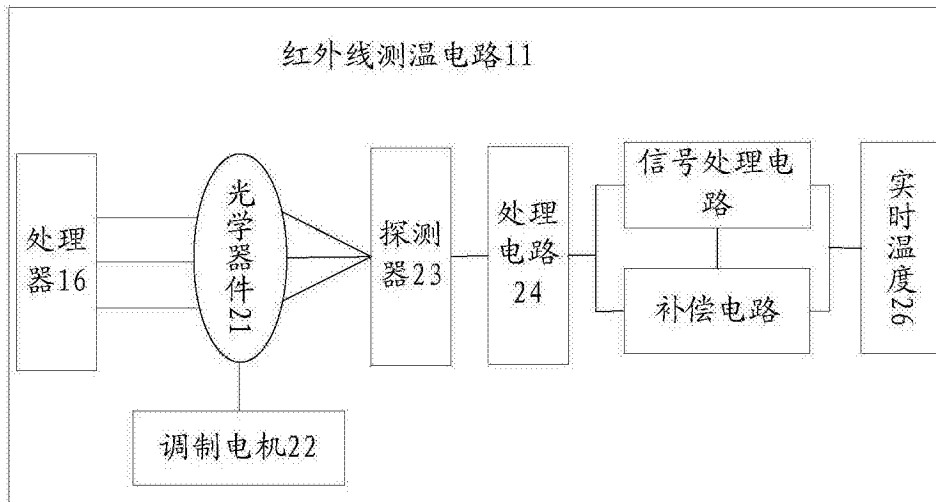 红外线测温电路11
处理
器16
光学器件21
探测
器23
处理
电路
24
信号处理电
路
补偿电路
实时温度26
调制电机22